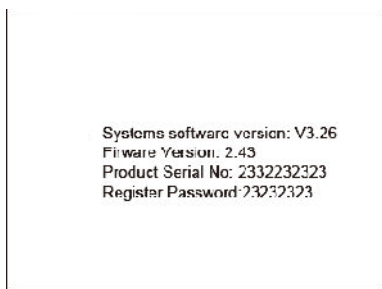 Systems software version: V3.26
Firware Version: 2.43
Product Serial No: 2332232323
Register Password:23232323